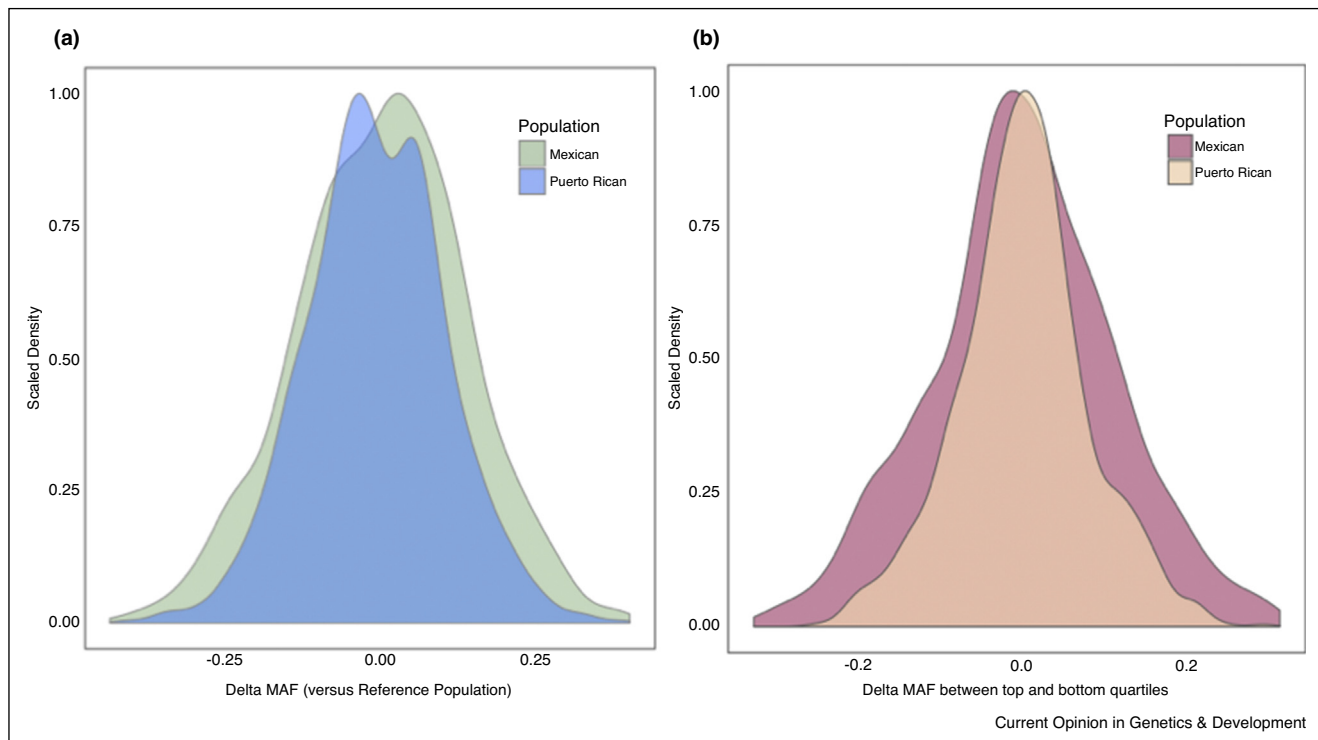 (a)
1.00
0.75
0.50
0.25
0.00
Scaled Density
-0.25 0.00 0.25
Delta MAF (versus Reference Population)
Population
Mexican
Puerto Rican
(b)
1.00
0.75
0.50
0.25
0.00
Scaled Density
-0.2 0.0 0.2
Delta MAF between top and bottom quartiles
Population
Mexican
Puerto Rican
Current Opinion in Genetics & Development